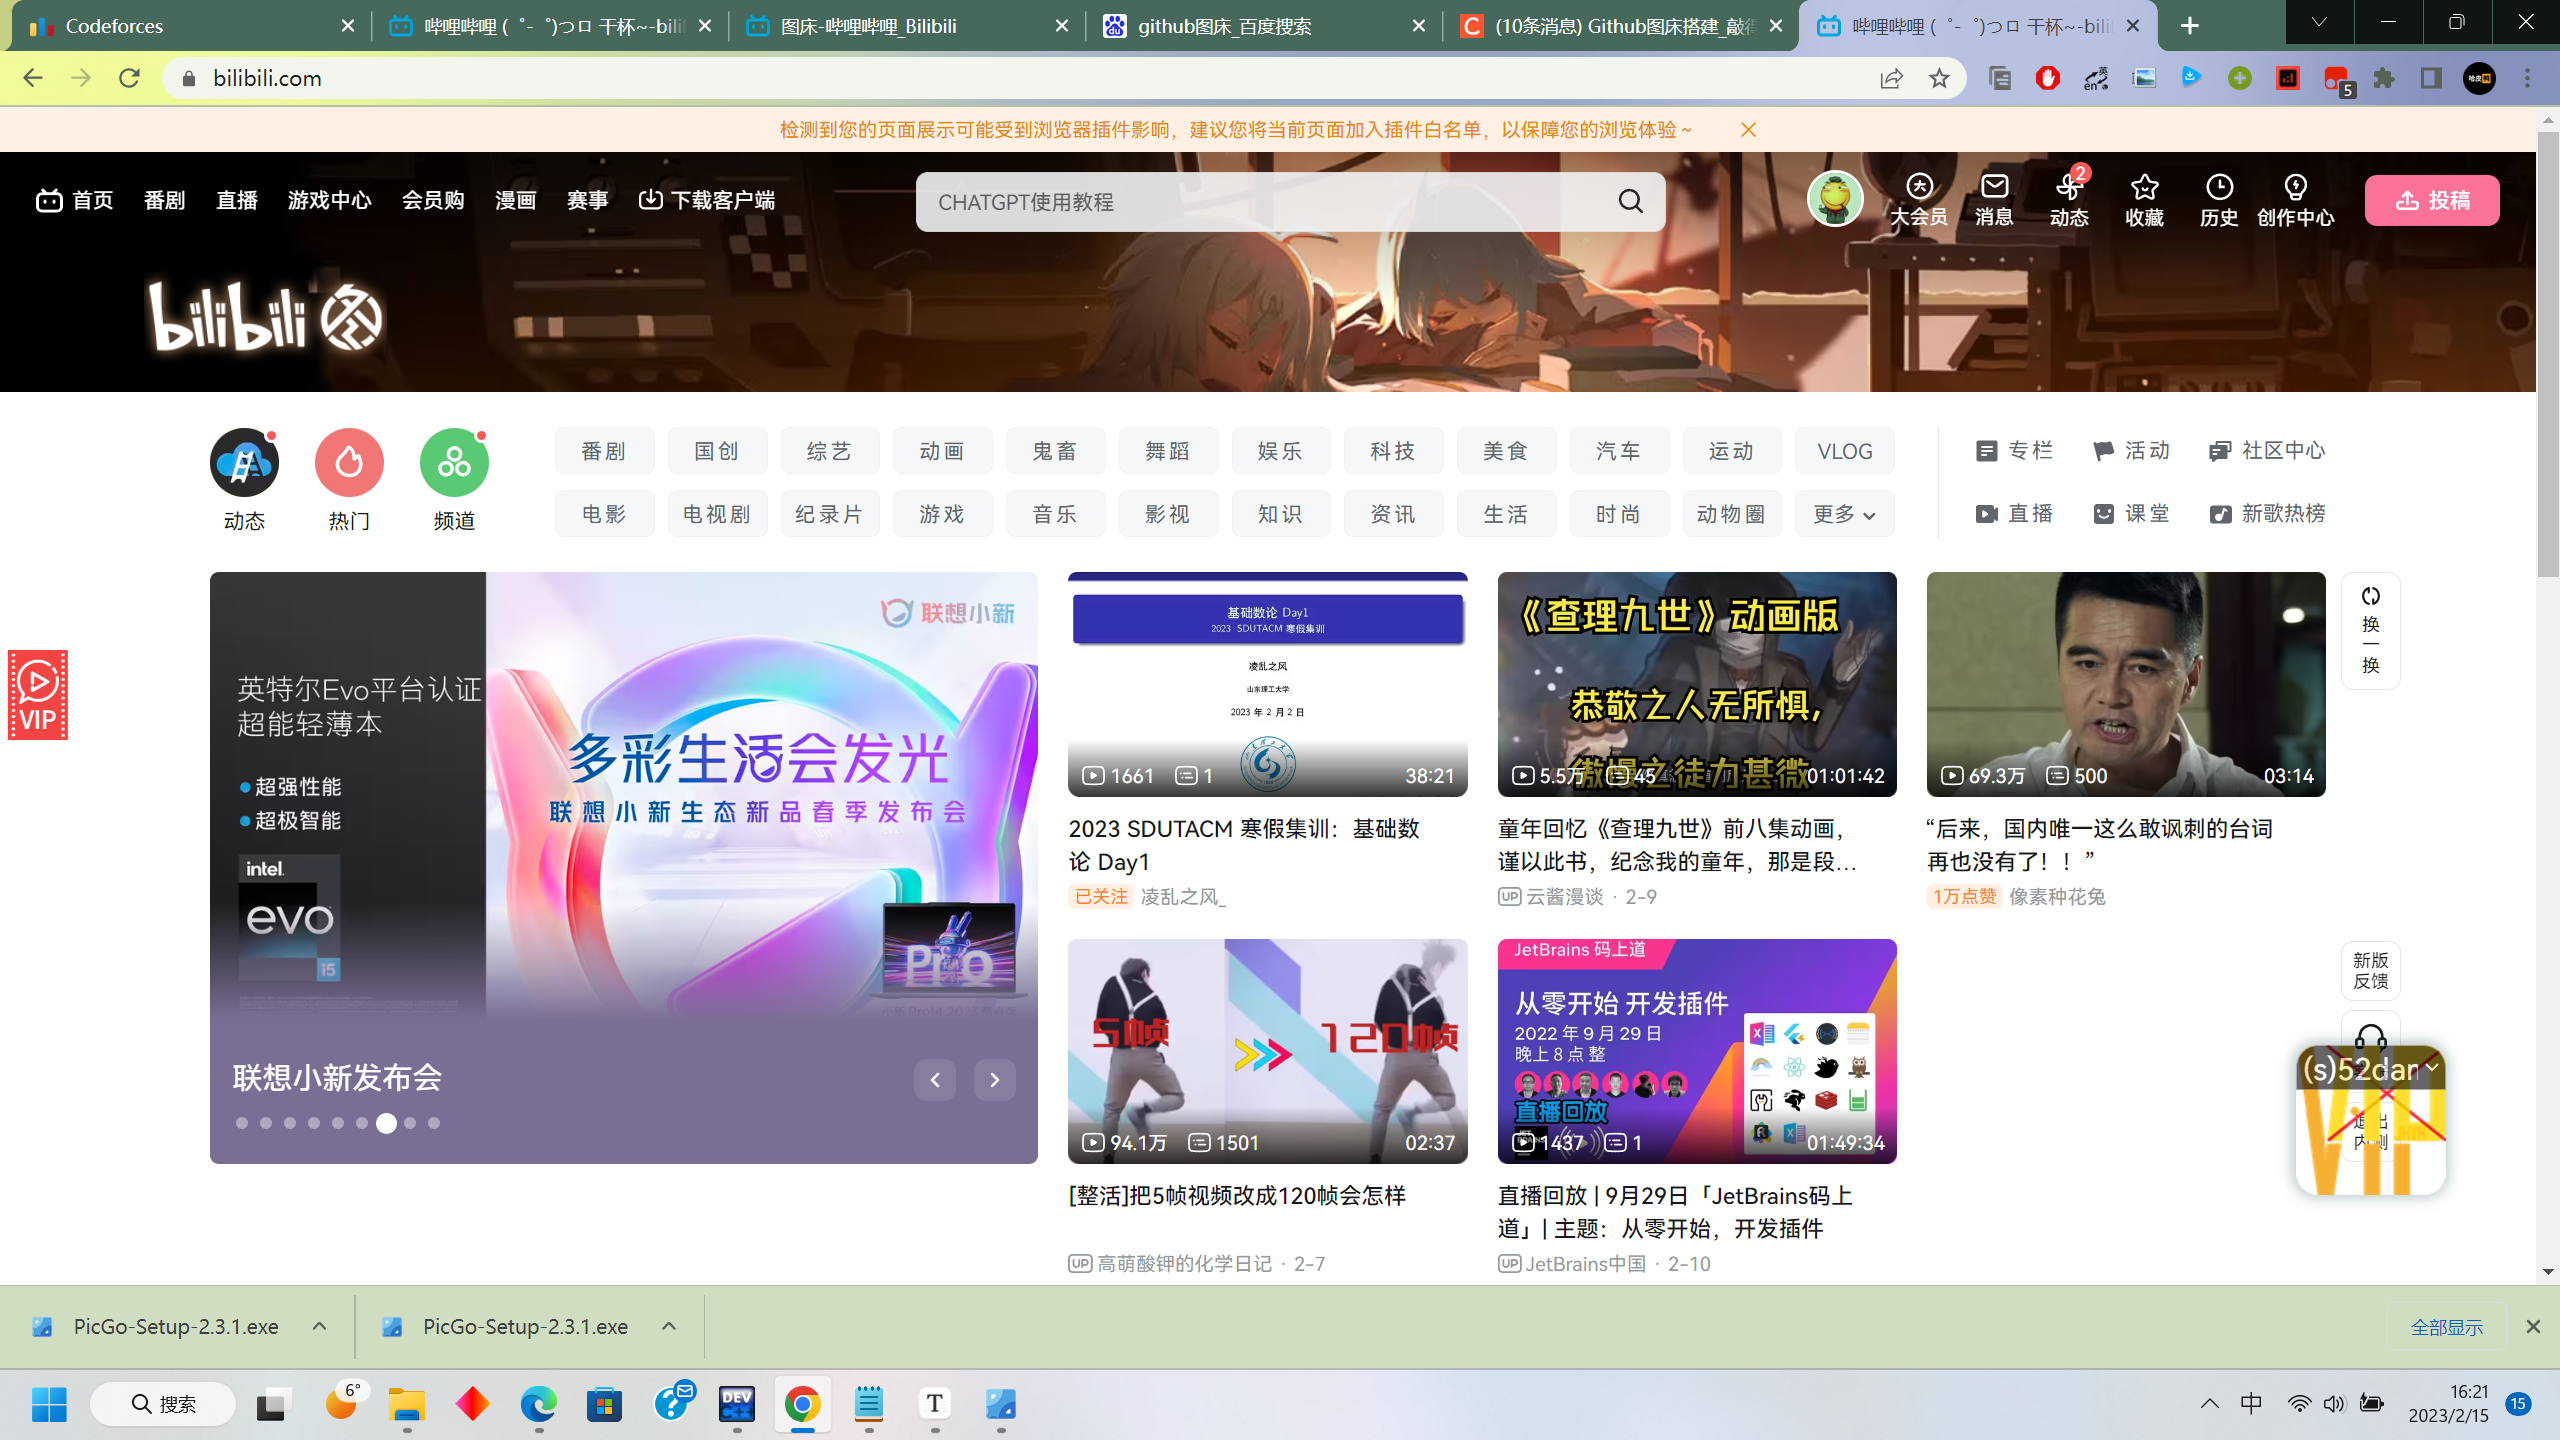 Codeforces
哔哩哔哩 (゜-゜)つロ 干杯~-bili
图床-哔哩哔哩_Bilibili
github图床_百度搜索
(10条消息) Github图床搭建_敲得
哔哩哔哩 (゜-゜)つロ 干杯~-bili
bilibili.com
英
en
5
检测到您的页面展示可能受到浏览器插件影响，建议您将当前页面加入插件白名单，以保障您的浏览体验～
首页 番剧 直播 游戏中心 会员购 漫画 赛事 下载客户端
CHATGPT使用教程
大会员 消息 动态 收藏 历史 创作中心
2
投稿
bilibili
动态 热门 频道
番剧 国创 综艺 动画 鬼畜 舞蹈 娱乐 科技 美食 汽车 运动 VLOG
电影 电视剧 纪录片 游戏 音乐 影视 知识 资讯 生活 时尚 动物圈 更多
专栏 活动 社区中心
直播 课堂 新歌热榜
VIP
联想小新
英特尔Evo平台认证
超能轻薄本
超强性能
超极智能
intel.
evo
i5
多彩生活会发光
联想小新生态新品春季发布会
Pro
联想小新发布会
基础数论 Day1
2023 SDUTACM 寒假集训
凌乱之风
山东理工大学
2023 年 2 月 2 日
1661 1 38:21
2023 SDUTACM 寒假集训：基础数
论 Day1
已关注 凌乱之风_
《查理九世》动画版
恭敬之人无所惧，
傲慢之徒力甚微
5.5万 45 01:01:42
童年回忆《查理九世》前八集动画，
谨以此书，纪念我的童年，那是段…
UP 云酱漫谈 · 2-9
69.3万 500 03:14
“后来，国内唯一这么敢讽刺的台词
再也没有了！！”
1万点赞 像素种花兔
换
一
换
5帧 120帧
94.1万 1501 02:37
[整活]把5帧视频改成120帧会怎样
UP 高萌酸钾的化学日记 · 2-7
JetBrains 码上道
从零开始 开发插件
2022 年 9 月 29 日
晚上 8 点 整
直播回放
1437 1 01:49:34
直播回放 | 9月29日「JetBrains码上
道」| 主题：从零开始，开发插件
UP JetBrains中国 · 2-10
新版
反馈
(s)52dan
VIP
PicGo-Setup-2.3.1.exe
PicGo-Setup-2.3.1.exe
全部显示
搜索
6°
DEV
C++
T
中
16:21
2023/2/15
15